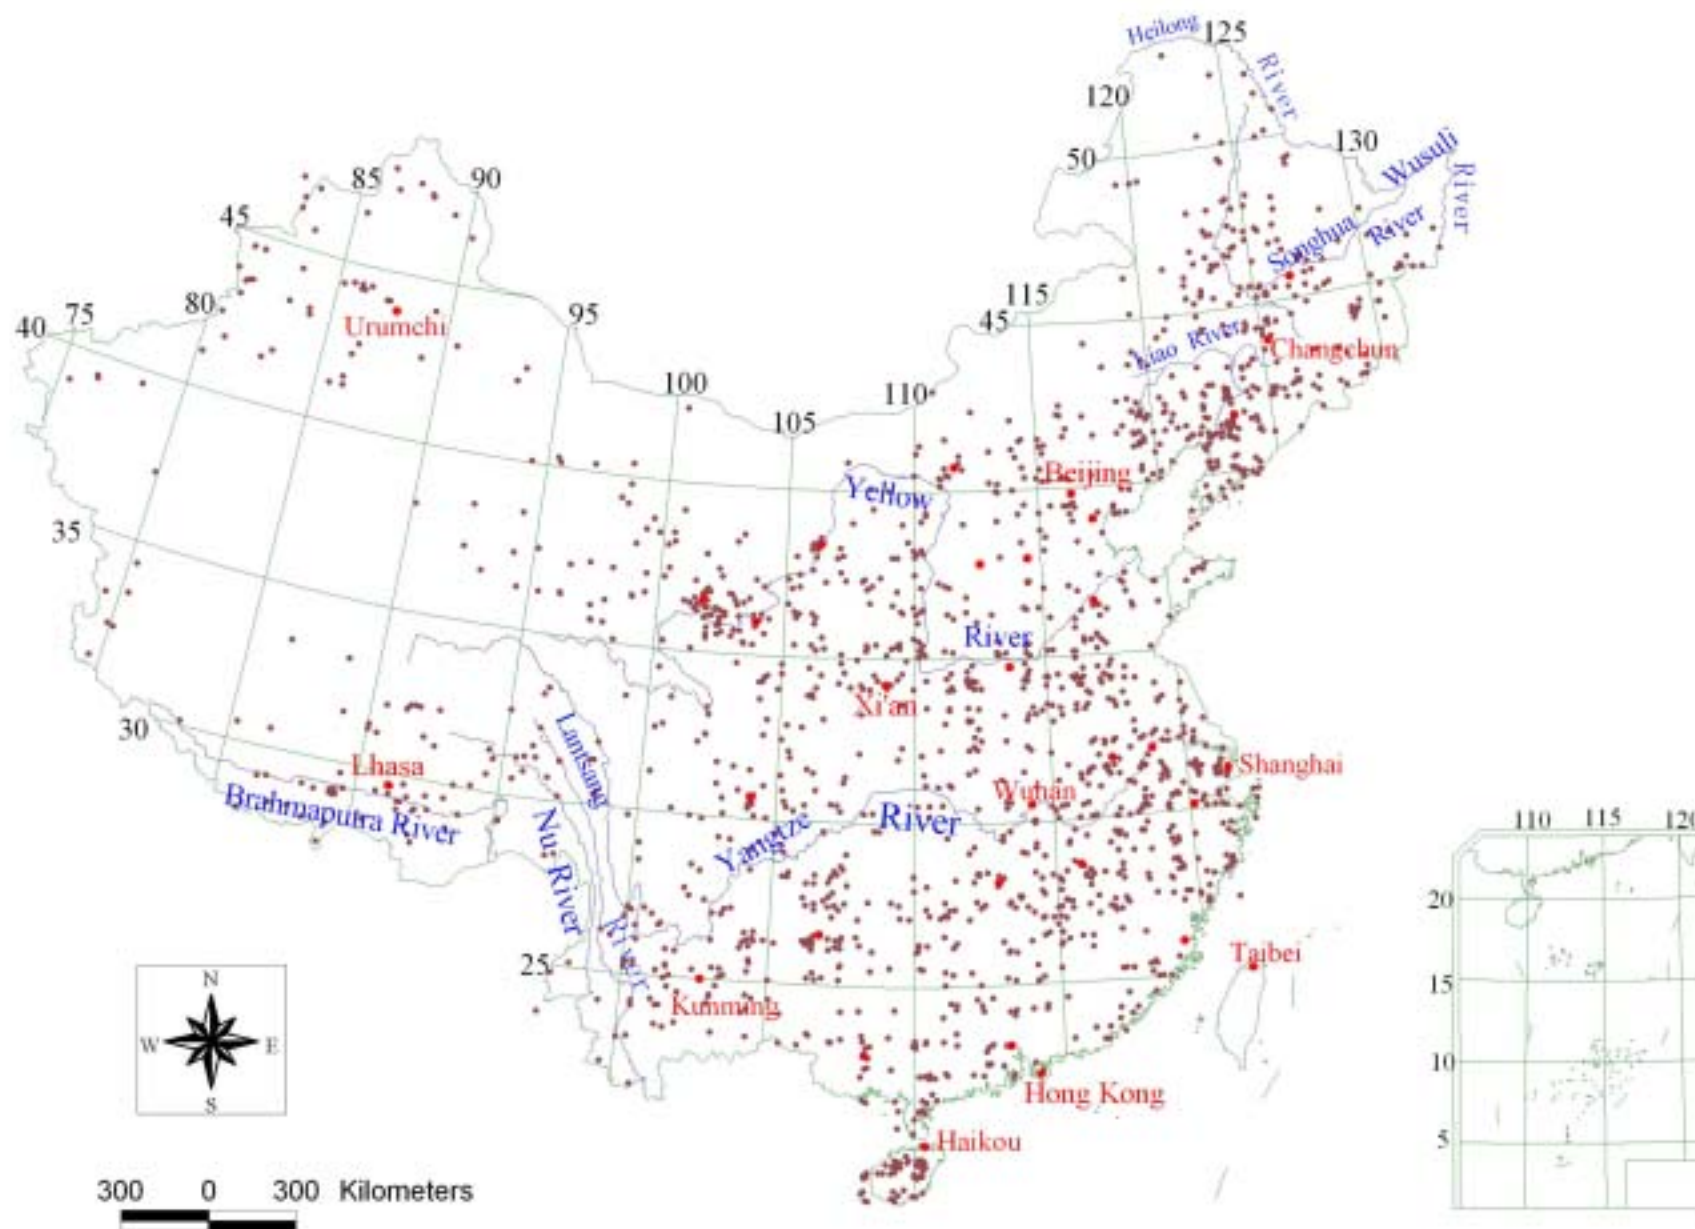 Heilong
125
River
120
50
130
Wusuli
River
85
90
45
Songhua
River
40
75
80
Urumchi
95
115
45
Liao River
Changchun
100
110
105
Beijing
Yellow
35
River
Xi'an
30
Lantsang
Lhasa
Shanghai
Wuhan
Brahmaputra River
Nu River
Yangtze
River
River
25
Taibei
Kunming
N
W
E
S
Hong Kong
Haikou
300 0 300 Kilometers
110 115 120
20
15
10
5